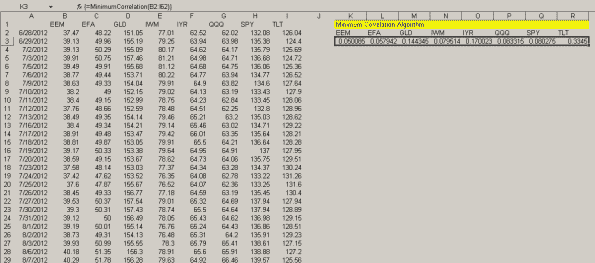 K3 fx {=MinimumCorrelation(B2:I62)}
A B C D E F G H I J K L M N O P Q R
1 EEM EFA GLD IWM IYR QQQ SPY TLT Minimum Correlation Algorithm
2 6/28/2012 37.47 48.22 151.05 77.01 62.52 62.02 132.08 126.04 EEM EFA GLD IWM IYR QQQ SPY TLT
3 6/29/2012 39.13 49.96 155.19 79.25 63.94 63.98 135.38 124.4 0.050085 0.057942 0.144345 0.079514 0.170023 0.083315 0.080275 0.3345
4 7/2/2012 39.13 50.29 155.09 80.17 64.62 64.17 135.79 125.69
5 7/3/2012 39.91 50.75 157.46 81.21 64.98 64.71 136.68 124.72
6 7/5/2012 39.49 49.91 155.68 81.12 64.68 64.75 136.06 125.36
7 7/6/2012 38.77 49.44 153.71 80.22 64.77 63.94 134.77 126.52
8 7/9/2012 38.63 49.33 154.04 79.91 64.9 63.82 134.6 127.64
9 7/10/2012 38.2 49 152.15 79.02 64.13 63.19 133.43 127.9
10 7/11/2012 38.4 49.15 152.99 78.75 64.23 62.84 133.45 128.06
11 7/12/2012 37.76 48.66 152.59 78.48 64.51 62.25 132.8 128.96
12 7/13/2012 38.49 49.35 154.14 79.46 65.21 63.2 135.03 128.62
13 7/16/2012 38.4 49.34 154.21 79.14 65.46 63.02 134.71 129.22
14 7/17/2012 38.91 49.48 153.47 79.42 66.01 63.35 135.64 128.21
15 7/18/2012 38.81 49.87 153.05 79.91 65.5 64.21 136.64 128.28
16 7/19/2012 39.17 50.33 153.38 79.64 64.95 64.91 137 127.95
17 7/20/2012 38.59 49.15 153.67 78.62 64.73 64.06 135.75 129.51
18 7/23/2012 37.58 48.14 153.03 77.37 64.34 63.28 134.37 130.24
19 7/24/2012 37.42 47.62 153.52 76.35 64.08 62.78 133.22 131.26
20 7/25/2012 37.6 47.87 155.67 76.52 64.07 62.36 133.25 131.6
21 7/26/2012 38.45 49.33 156.77 77.18 64.59 63.19 135.45 130.4
22 7/27/2012 39.53 50.37 157.54 79.01 65.32 64.69 137.94 127.94
23 7/30/2012 39.3 50.31 157.43 78.74 65.5 64.64 137.94 128.89
24 7/31/2012 39.12 50 156.49 78.05 65.43 64.62 136.98 129.15
25 8/1/2012 39.19 50.01 155.14 76.76 65.24 64.43 136.86 128.51
26 8/2/2012 38.74 49.31 154.13 76.48 65.31 64.2 135.91 129.29
27 8/3/2012 39.93 50.99 155.55 78.3 65.79 65.41 138.61 127.15
28 8/6/2012 40.18 51.35 156.3 78.91 65.6 65.91 138.88 127.2
29 8/7/2012 40.29 51.78 156.28 79.63 64.92 66.46 139.57 125.56